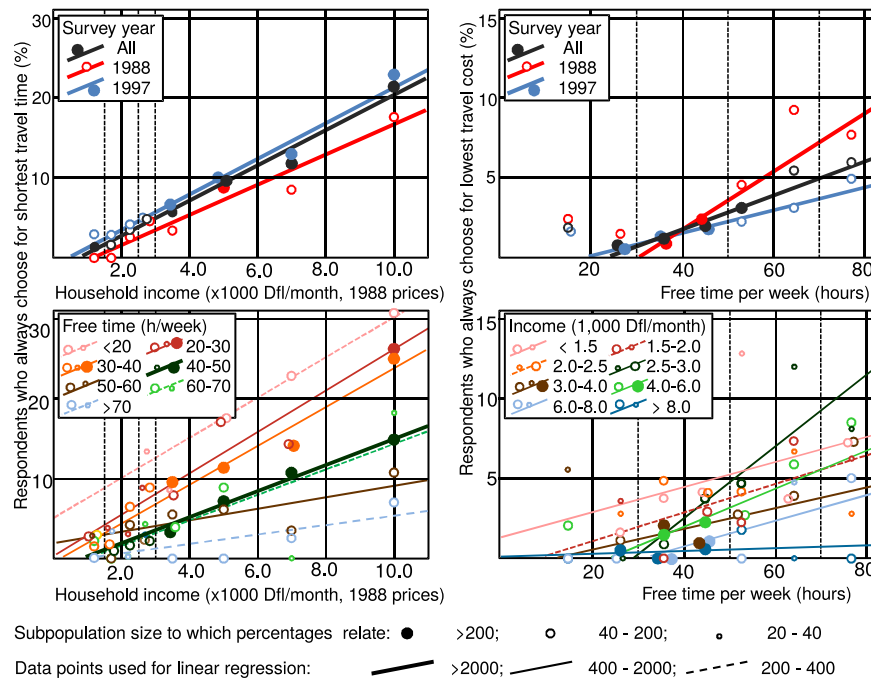 Respondents who always choose for shortest travel time (%)
30
20
10
Survey year
All
1988
1997
2.0 4.0 6.0 8.0 10.0
Household income (x1000 Dfl/month, 1988 prices)
Respondents who always choose for lowest travel cost (%)
15
10
5
Survey year
All
1988
1997
20 40 60 80
Free time per week (hours)
30
20
10
Free time (h/week)
<20 20-30
30-40 40-50
50-60 60-70
>70
2.0 4.0 6.0 8.0 10.0
Household income (x1000 Dfl/month, 1988 prices)
15
10
5
Income (1,000 Dfl/month)
< 1.5 1.5-2.0
2.0-2.5 2.5-3.0
3.0-4.0 4.0-6.0
6.0-8.0 > 8.0
20 40 60 80
Free time per week (hours)
Subpopulation size to which percentages relate: >200; 40 - 200; 20 - 40
Data points used for linear regression: >2000; 400 - 2000; 200 - 400